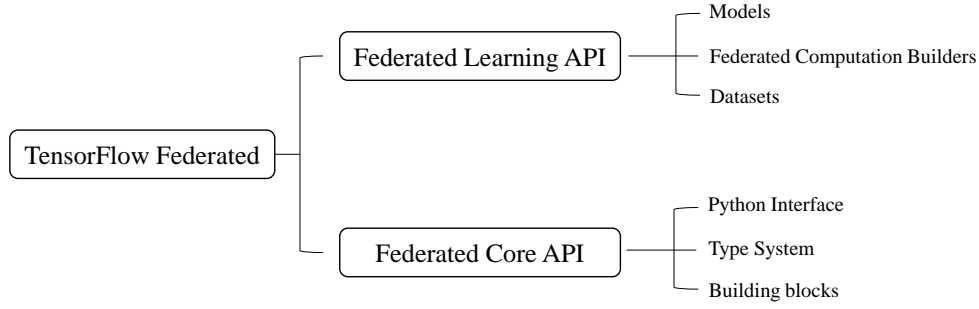 TensorFlow Federated
Federated Learning API
Models
Federated Computation Builders
Datasets
Federated Core API
Python Interface
Type System
Building blocks